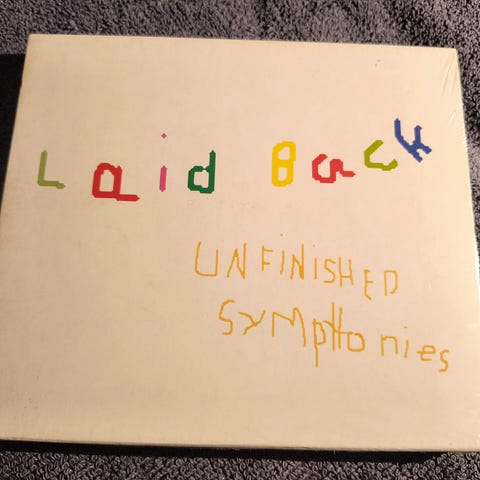 Laid Back
UNFINISHED
SYMPHonies